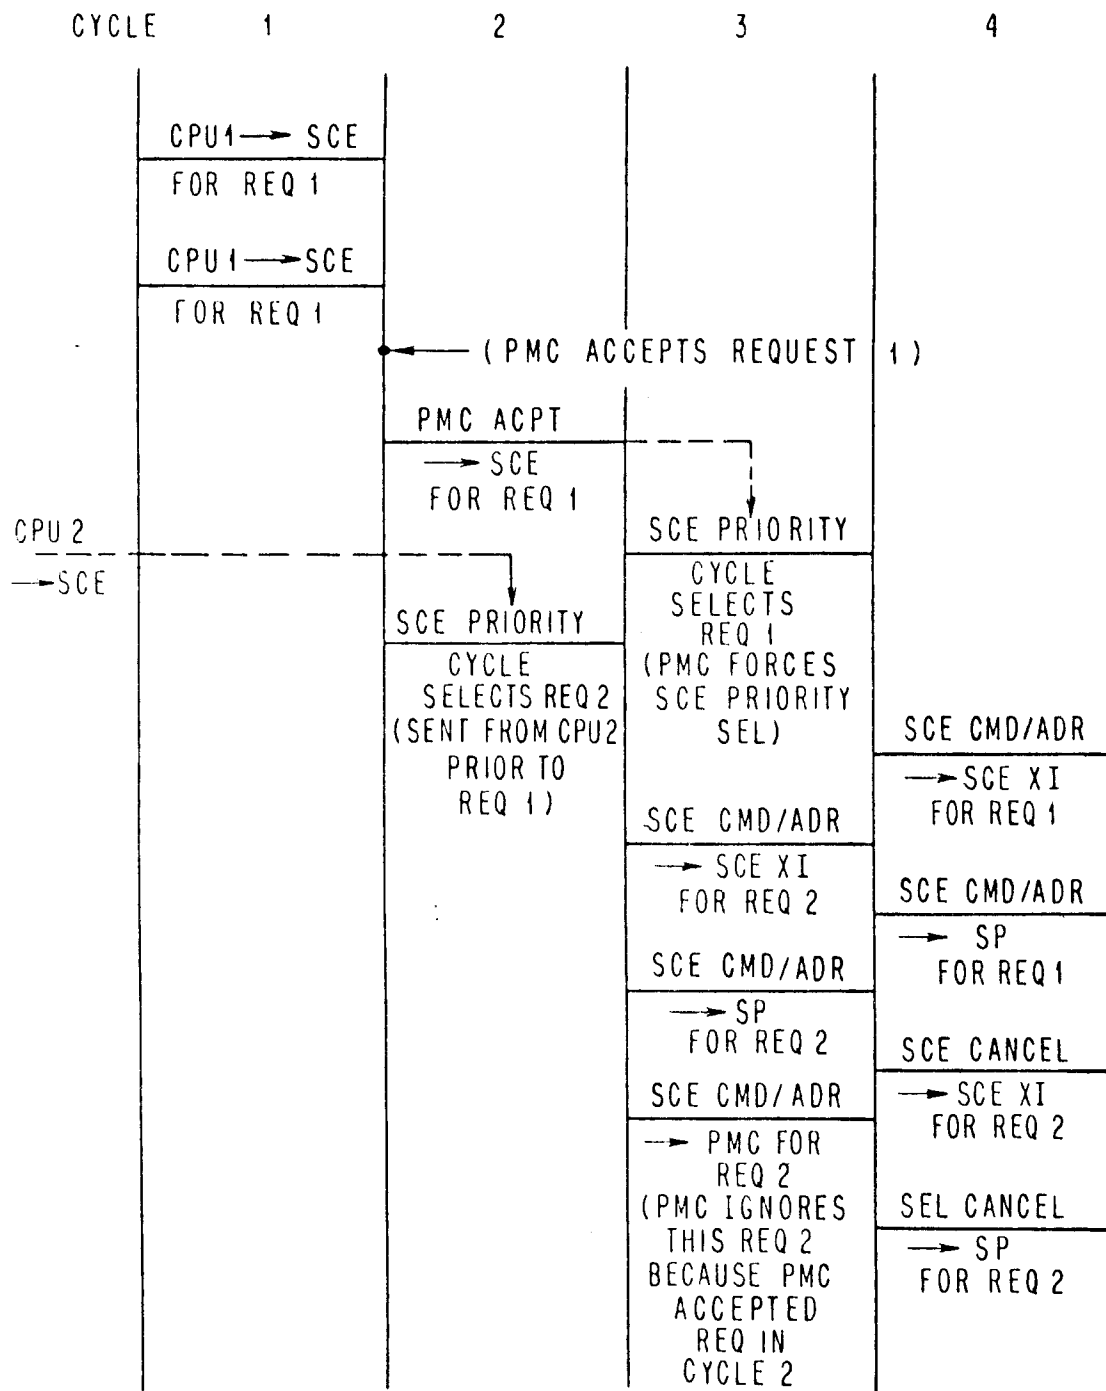 CYCLE 1 2 3 4
CPU1 → SCE
FOR REQ 1
CPU1 → SCE
FOR REQ 1
(PMC ACCEPTS REQUEST 1)
PMC ACPT
→ SCE
FOR REQ 1
CPU 2
→ SCE
SCE PRIORITY
CYCLE
SELECTS REQ 2
(SENT FROM CPU2
PRIOR TO
REQ 1)
SCE PRIORITY
CYCLE
SELECTS
REQ 1
(PMC FORCES
SCE PRIORITY
SEL)
SCE CMD/ADR
→ SCE XI
FOR REQ 2
SCE CMD/ADR
→ SP
FOR REQ 2
SCE CMD/ADR
→ PMC FOR
REQ 2
(PMC IGNORES
THIS REQ 2
BECAUSE PMC
ACCEPTED
REQ IN
CYCLE 2
SCE CMD/ADR
→ SCE XI
FOR REQ 1
SCE CMD/ADR
→ SP
FOR REQ 1
SCE CANCEL
→ SCE XI
FOR REQ 2
SEL CANCEL
→ SP
FOR REQ 2